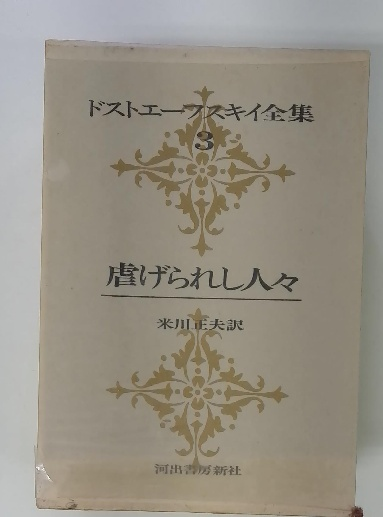 ドストエーフスキイ全集
3
虐げられし人々
米川正夫訳
河出書房新社